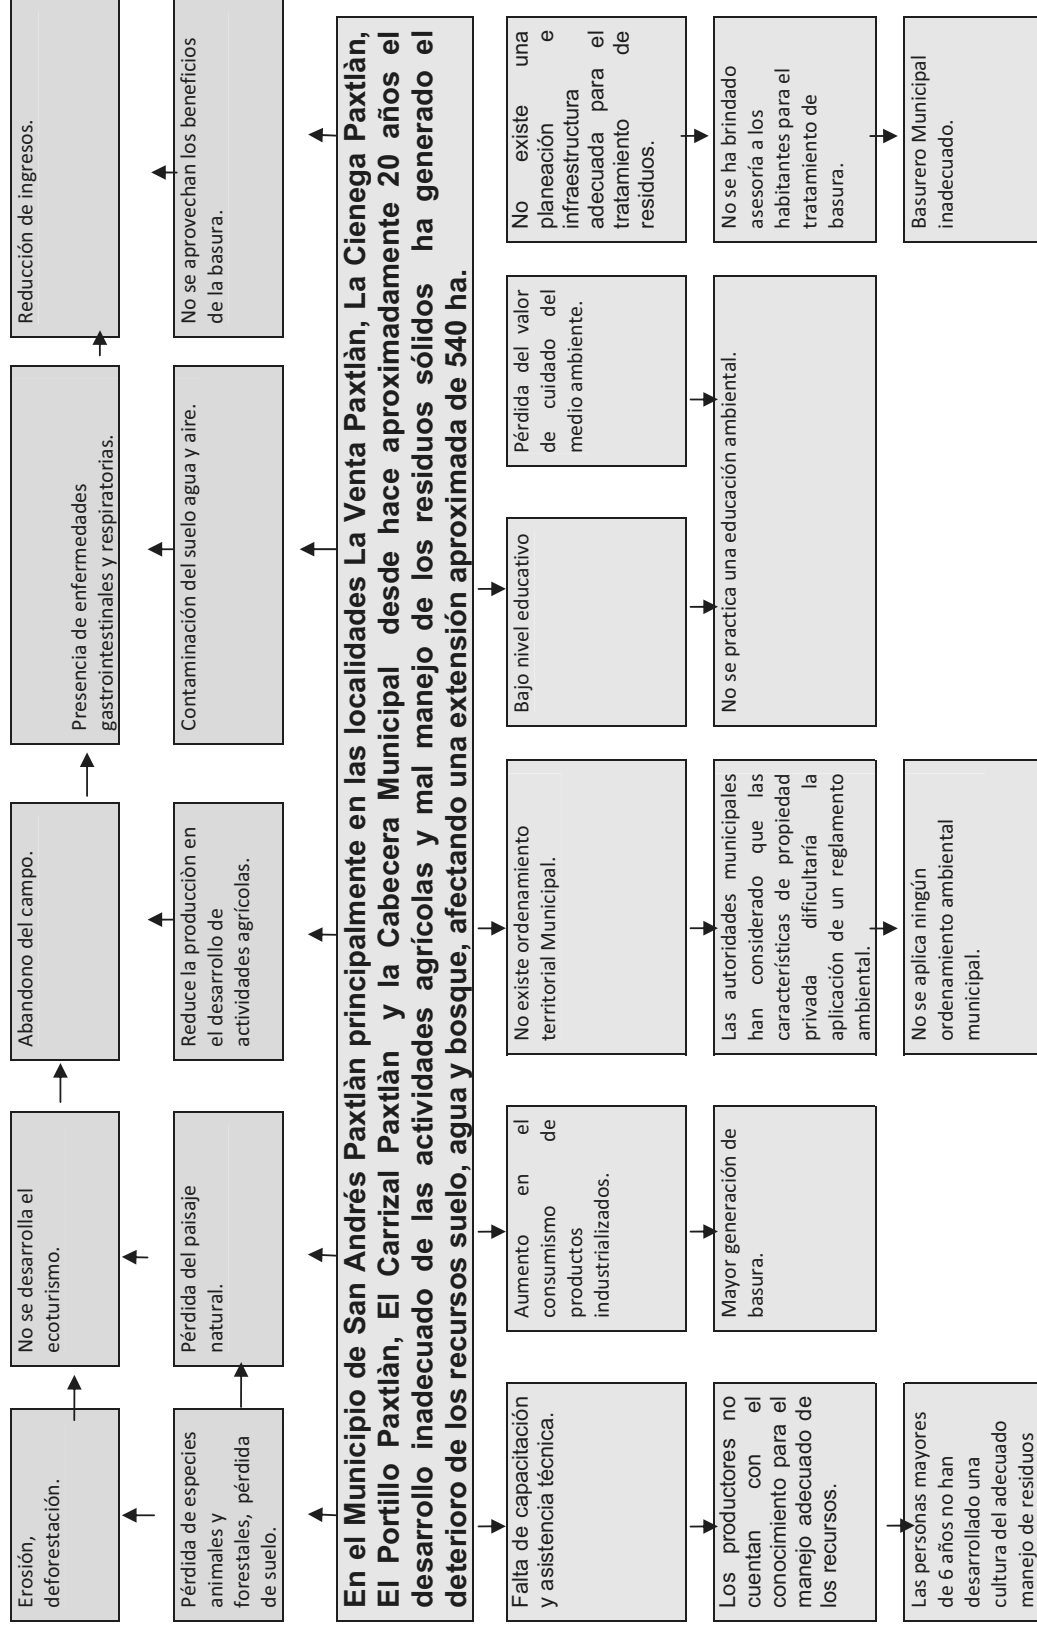 Erosión,
deforestación.
No se desarrolla el
ecoturismo.
Abandono del campo.
Presencia de enfermedades
gastrointestinales y respiratorias.
Reducción de ingresos.
Pérdida de especies
animales y
forestales, pérdida
de suelo.
Pérdida del paisaje
natural.
Reduce la producciòn en
el desarrollo de
actividades agrícolas.
Contaminación del suelo agua y aire.
No se aprovechan los beneficios
de la basura.
En el Municipio de San Andrés Paxtlàn principalmente en las localidades La Venta Paxtlàn, La Cienega Paxtlàn,
El Portillo Paxtlàn, El Carrizal Paxtlàn y la Cabecera Municipal desde hace aproximadamente 20 años el
desarrollo inadecuado de las actividades agrícolas y mal manejo de los residuos sólidos ha generado el
deterioro de los recursos suelo, agua y bosque, afectando una extensión aproximada de 540 ha.
Falta de capacitación
y asistencia técnica.
Aumento en el
consumismo de
productos
industrializados.
No existe ordenamiento
territorial Municipal.
Bajo nivel educativo
Pérdida del valor
de cuidado del
medio ambiente.
No existe una
planeación e
infraestructura
adecuada para el
tratamiento de
residuos.
Los productores no
cuentan con el
conocimiento para el
manejo adecuado de
los recursos.
Mayor generación de
basura.
Las autoridades municipales
han considerado que las
características de propiedad
privada dificultaría la
aplicación de un reglamento
ambiental.
No se practica una educación ambiental.
No se ha brindado
asesoría a los
habitantes para el
tratamiento de
basura.
Las personas mayores
de 6 años no han
desarrollado una
cultura del adecuado
manejo de residuos
No se aplica ningún
ordenamiento ambiental
municipal.
Basurero Municipal
inadecuado.